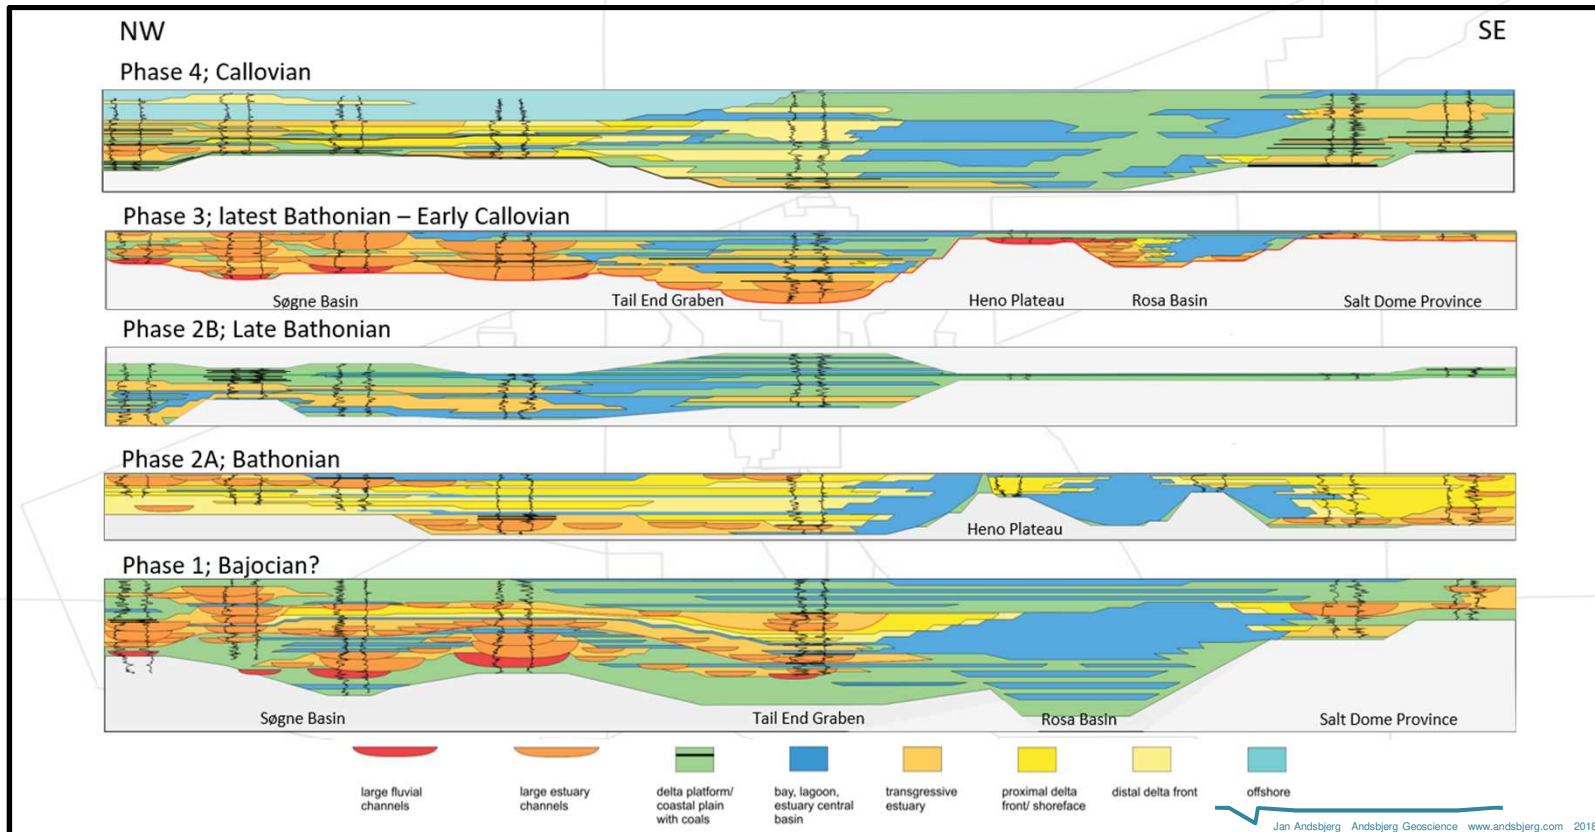 NW
SE
Phase 4; Callovian
Phase 3; latest Bathonian – Early Callovian
Søgne Basin
Tail End Graben
Heno Plateau
Rosa Basin
Salt Dome Province
Phase 2B; Late Bathonian
Phase 2A; Bathonian
Heno Plateau
Phase 1; Bajocian?
Søgne Basin
Tail End Graben
Rosa Basin
Salt Dome Province
large fluvial
channels
large estuary
channels
delta platform/
coastal plain
with coals
bay, lagoon,
estuary central
basin
transgressive
estuary
proximal delta
front/ shoreface
distal delta front
offshore
Jan Andsbjerg Andsbjerg Geoscience www.andsbjerg.com 2018